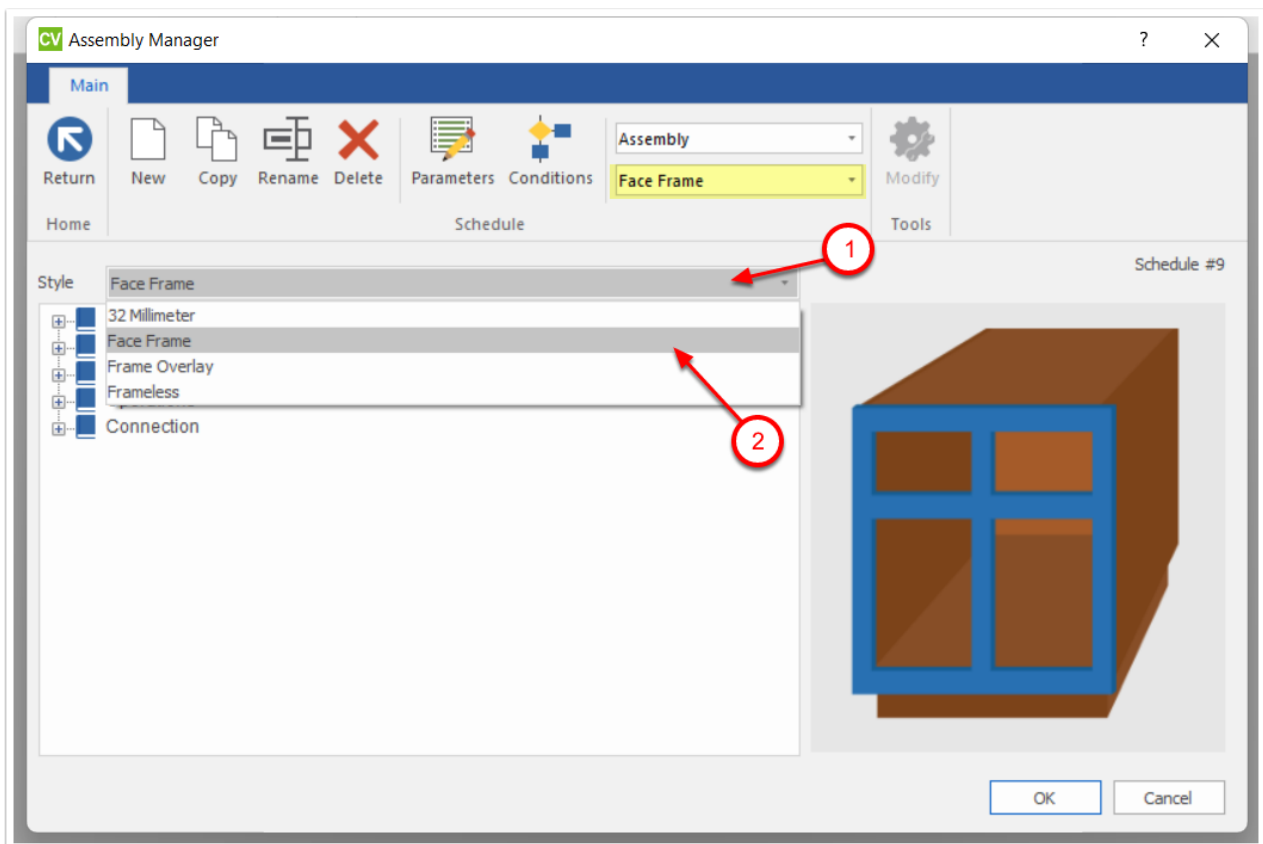 CV Assembly Manager ?
Main
Return New Copy Rename Delete Parameters Conditions Assembly Modify
Face Frame
Home Schedule Tools
1
Schedule #9
Style Face Frame
32 Millimeter
Face Frame
Frame Overlay
Frameless
Connection
2
OK Cancel